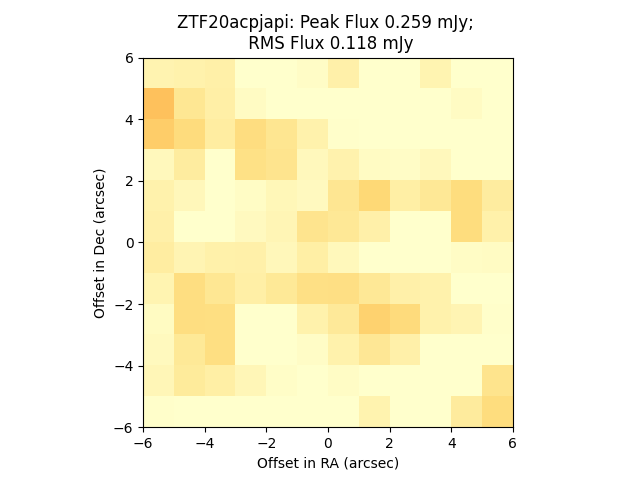 ZTF20acpjapi: Peak Flux 0.259 mJy;
RMS Flux 0.118 mJy
6
4
2
0
−2
−4
−6
Offset in Dec (arcsec)
−6 −4 −2 0 2 4 6
Offset in RA (arcsec)